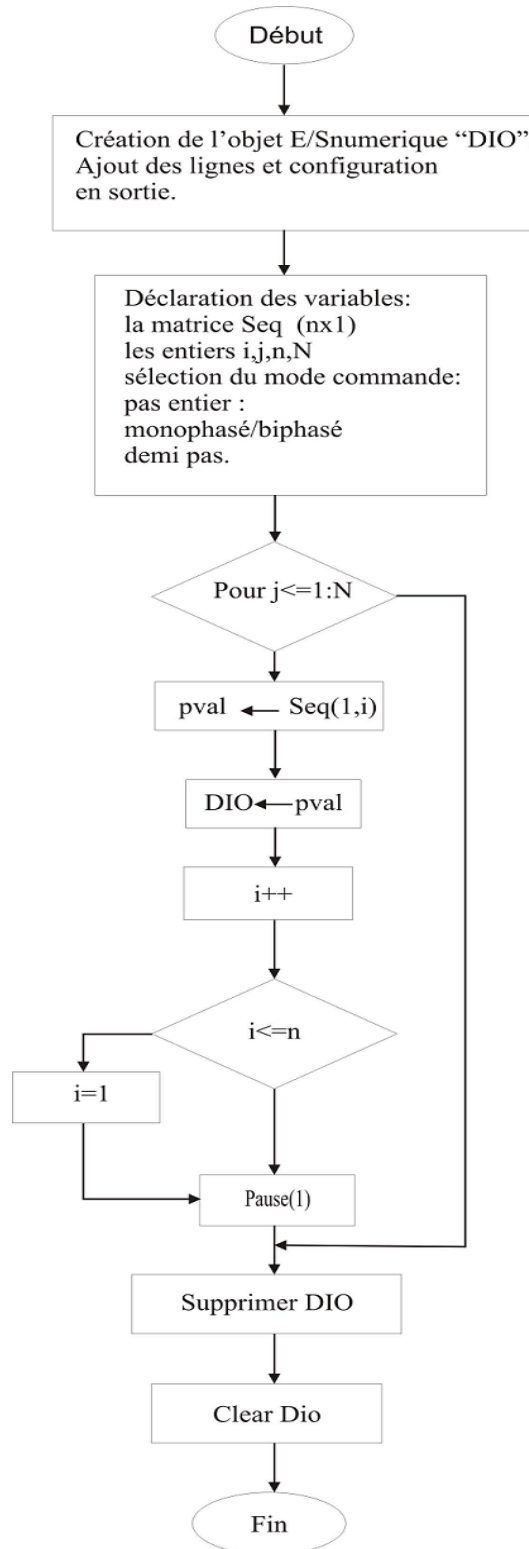 Début
Création de l'objet E/Snumerique “DIO”
Ajout des lignes et configuration
en sortie.
Déclaration des variables:
la matrice Seq (nx1)
les entiers i,j,n,N
sélection du mode commande:
pas entier :
monophasé/biphasé
demi pas.
Pour j<=1:N
pval ← Seq(1,i)
DIO←pval
i++
i<=n
i=1
Pause(1)
Supprimer DIO
Clear Dio
Fin